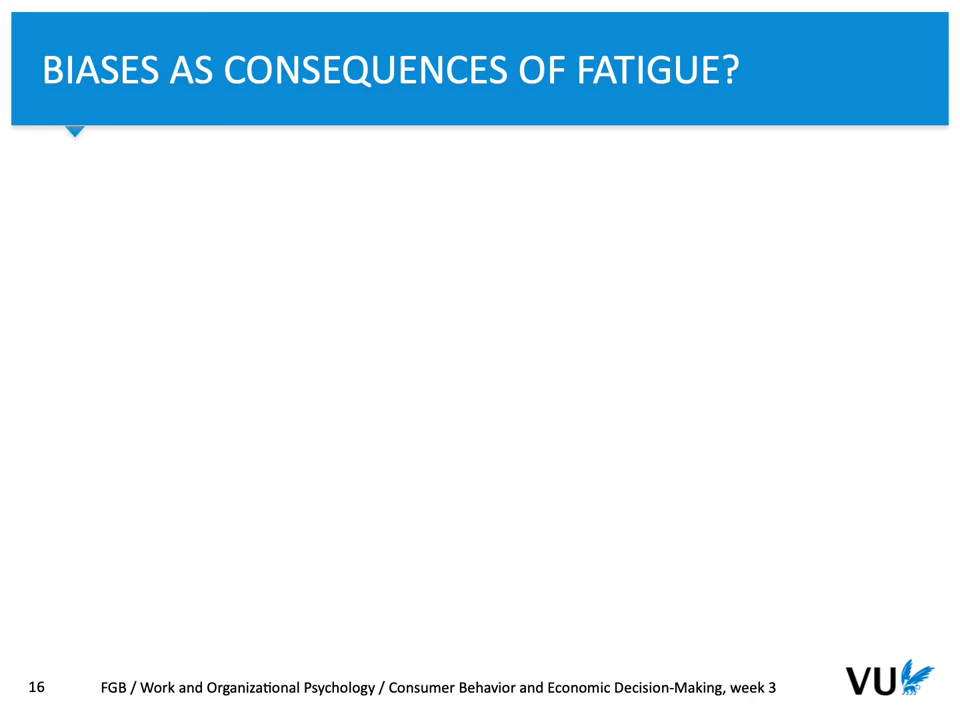 BIASES AS CONSEQUENCES OF FATIGUE?
16 FGB / Work and Organizational Psychology / Consumer Behavior and Economic Decision-Making, week 3
VU